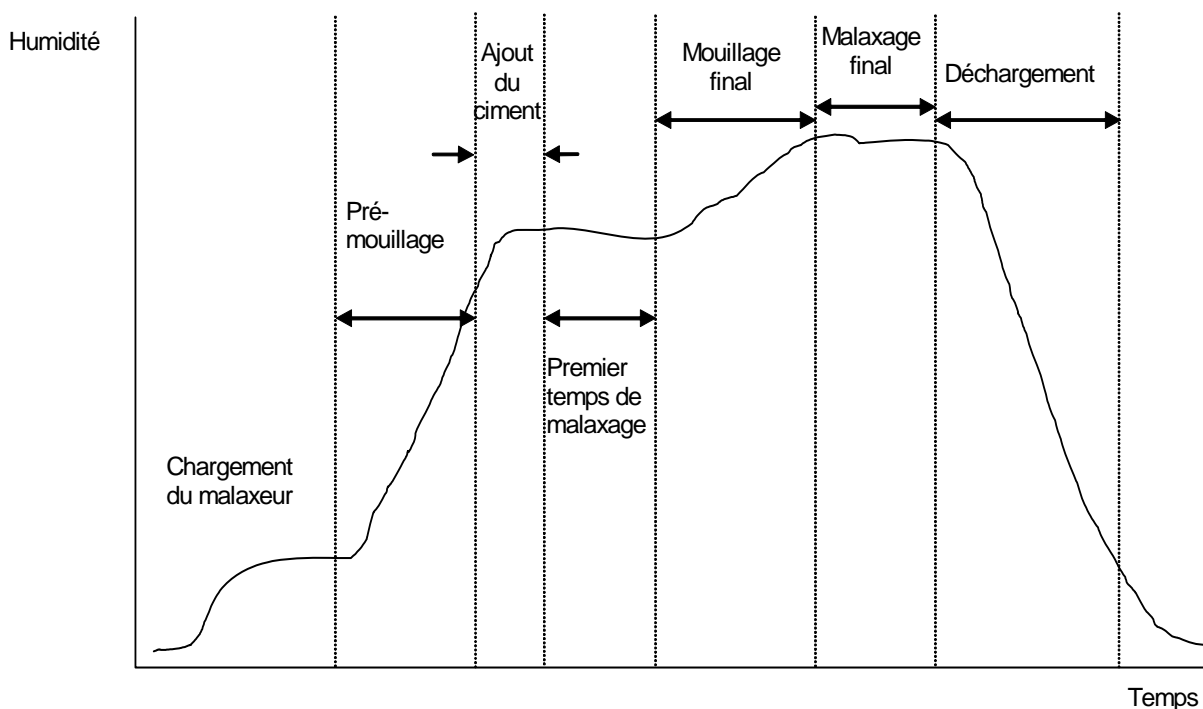 Humidité
Ajout
du
ciment
Mouillage
final
Malaxage
final
Déchargement
Pré-
mouillage
Premier
temps de
malaxage
Chargement
du malaxeur
Temps